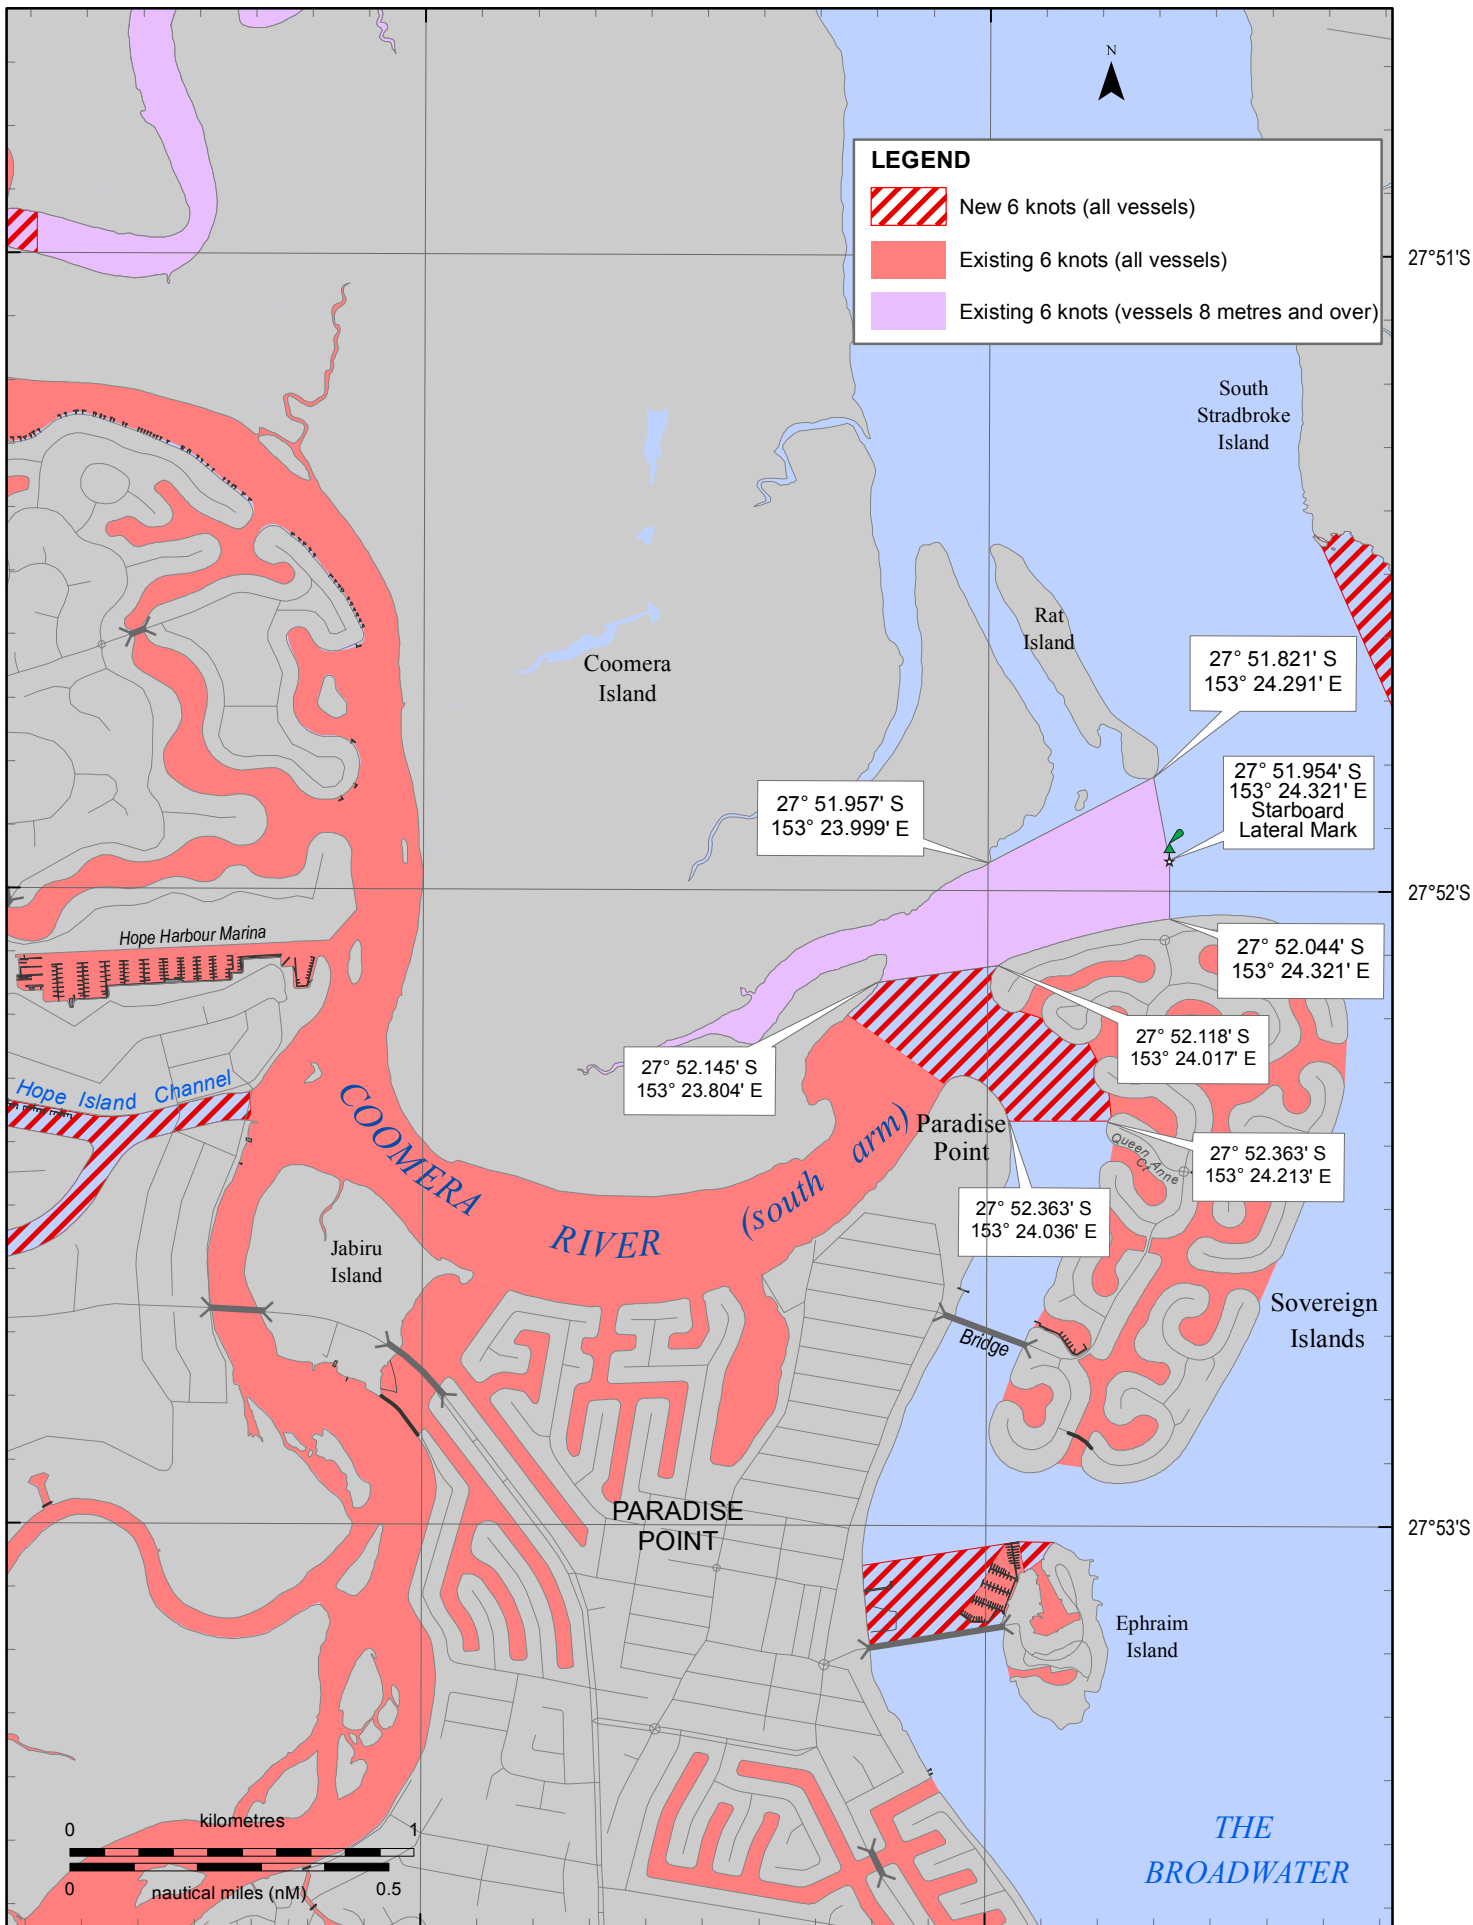 N
LEGEND
New 6 knots (all vessels)
Existing 6 knots (all vessels)
Existing 6 knots (vessels 8 metres and over)
27°51'S
South
Stradbroke
Island
Rat
Island
Coomera
Island
27° 51.821' S
153° 24.291' E
27° 51.954' S
153° 24.321' E
Starboard
Lateral Mark
27° 51.957' S
153° 23.999' E
27°52'S
Hope Harbour Marina
27° 52.044' S
153° 24.321' E
27° 52.118' S
153° 24.017' E
27° 52.145' S
153° 23.804' E
Hope Island Channel
COOMERA
RIVER
(south arm)
Paradise
Point
Queen Anne
Ct
27° 52.363' S
153° 24.213' E
27° 52.363' S
153° 24.036' E
Jabiru
Island
Sovereign
Islands
Bridge
PARADISE
POINT
27°53'S
Ephraim
Island
THE
BROADWATER
kilometres
0 1
0 0.5
nautical miles (nM)